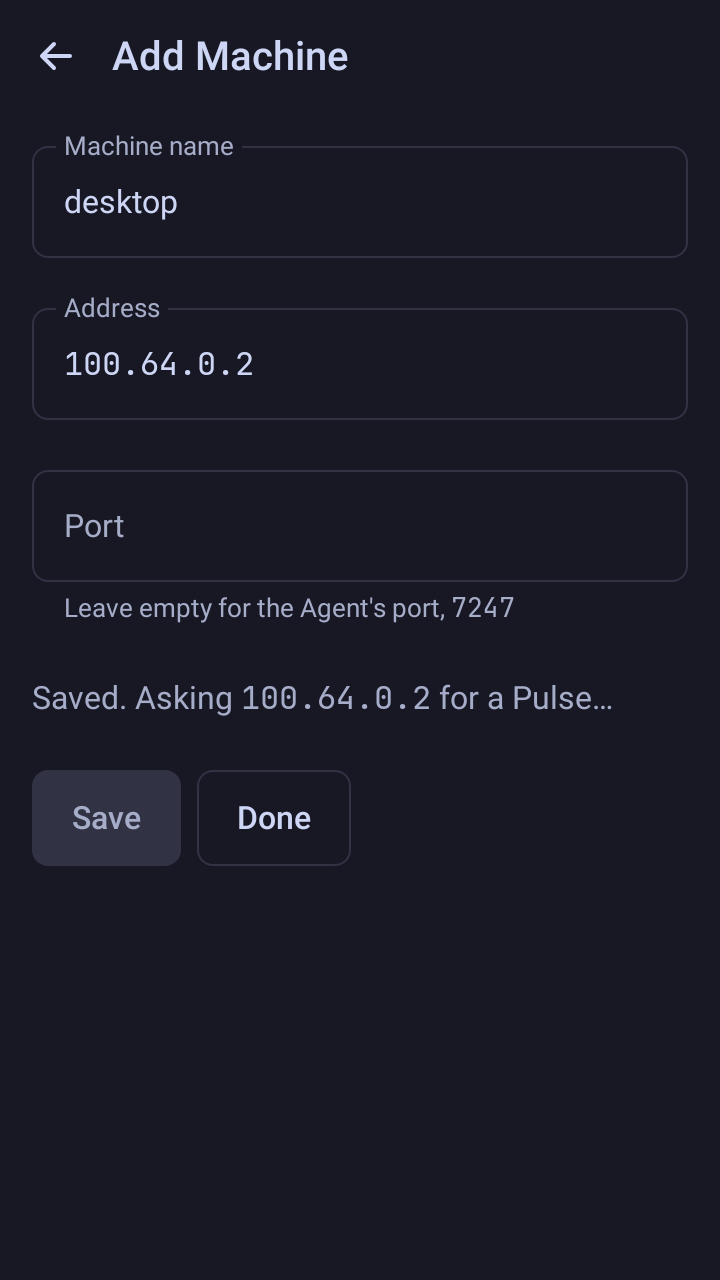 Add Machine
Machine name
desktop
Address
100.64.0.2
Port
Leave empty for the Agent's port, 7247
Saved. Asking 100.64.0.2 for a Pulse…
Save
Done